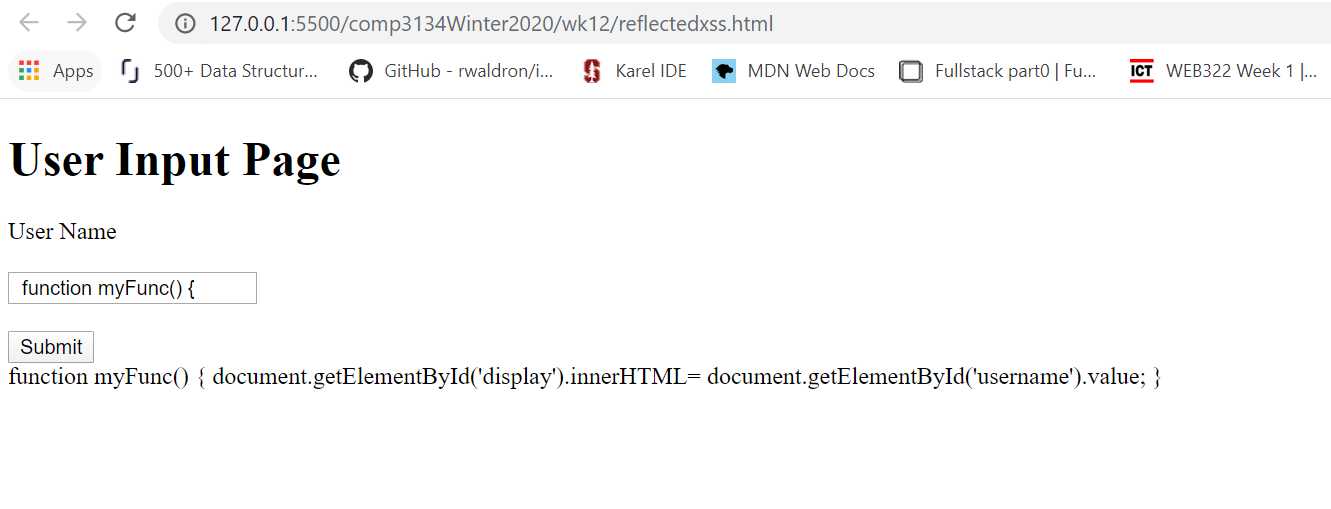 127.0.0.1:5500/comp3134Winter2020/wk12/reflectedxss.html
Apps 500+ Data Structur... GitHub - rwaldron/i... Karel IDE MDN Web Docs Fullstack part0 | Fu... ICT WEB322 Week 1 |...
User Input Page
User Name
function myFunc() {
Submit
function myFunc() { document.getElementById('display').innerHTML= document.getElementById('username').value; }